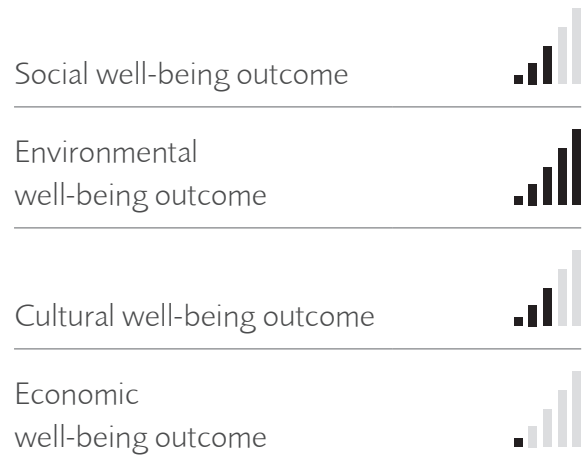 Social well-being outcome
Environmental
well-being outcome
Cultural well-being outcome
Economic
well-being outcome